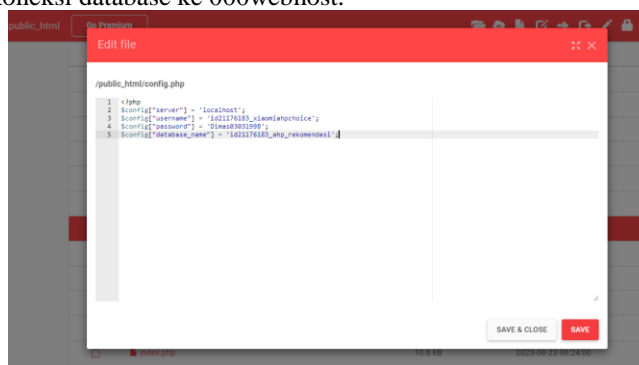 koneksi database ke 000webhost.
public_html
Go Premium
Edit file
/public_html/config.php
1 <?php
2 $config["server"] = 'localhost';
3 $config["username"] = 'id21176183_xiaomiahpchoice';
4 $config["password"] = 'Dimas03031998';
5 $config["database_name"] = 'id21176183_ahp_rekomendasi';
SAVE & CLOSE
SAVE
index.php 10.8 kB 2023-08-23 06:24:00